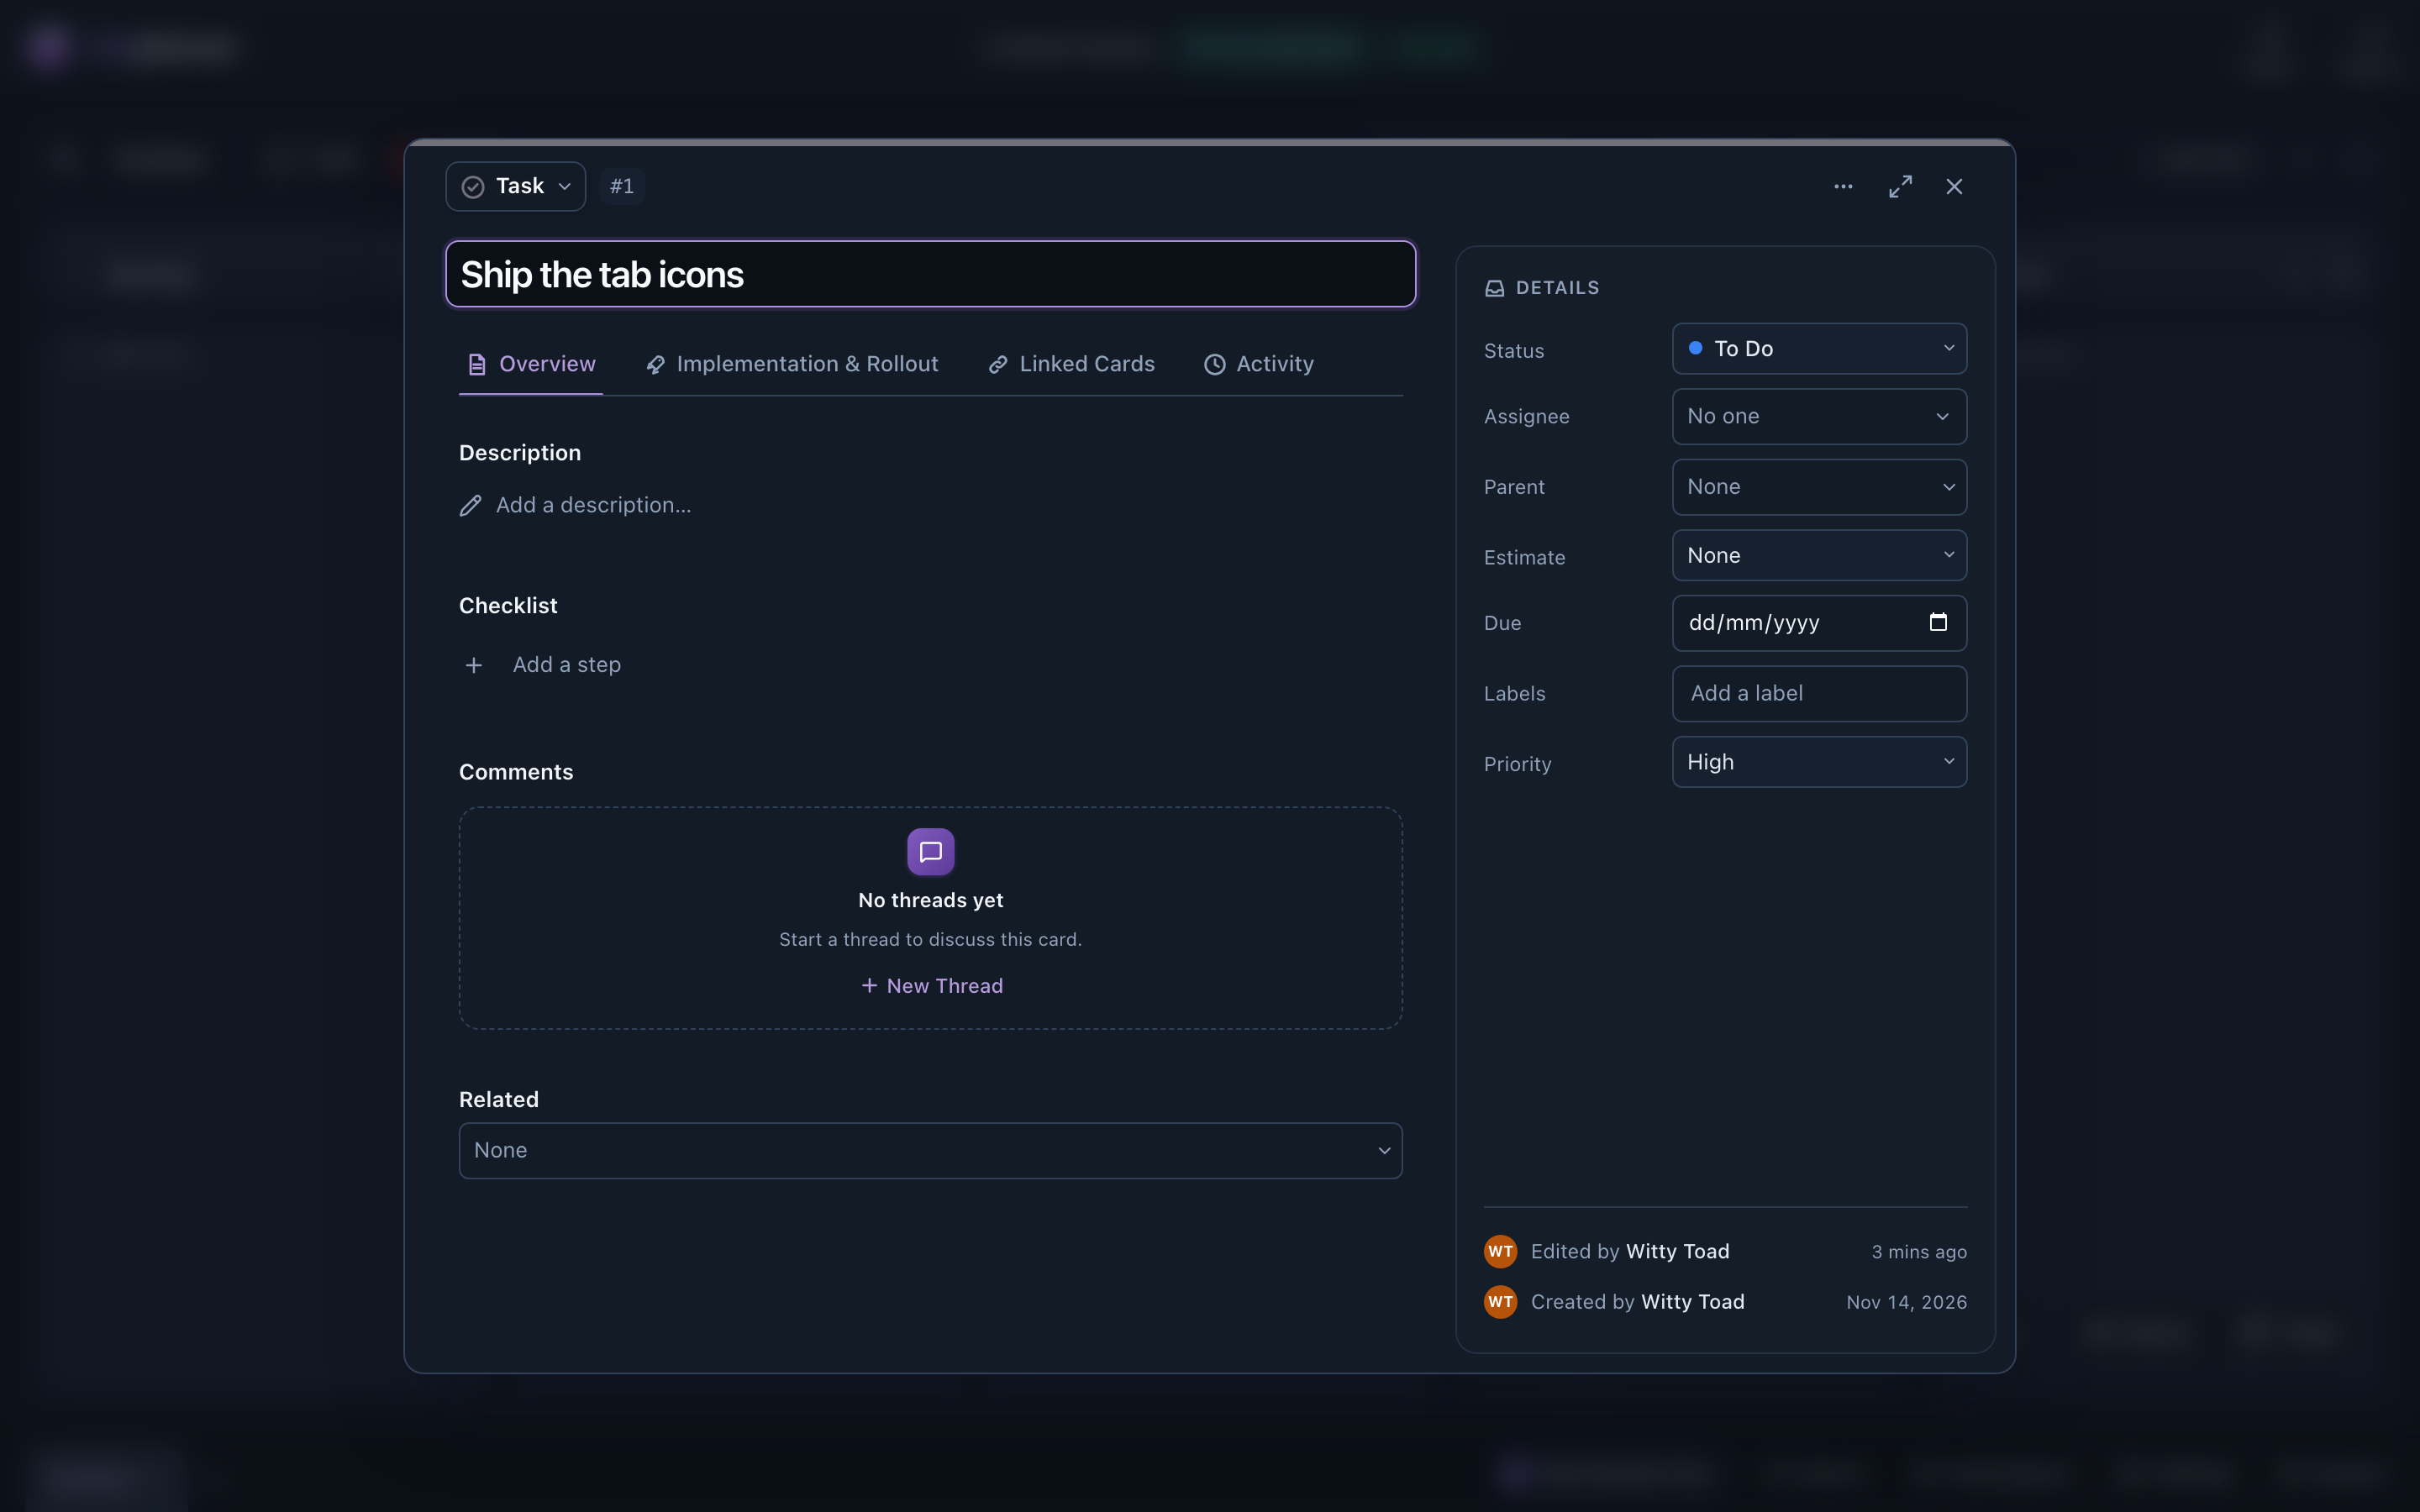 Task
#1
Ship the tab icons
Overview
Implementation & Rollout
Linked Cards
Activity
Description
Add a description...
Checklist
Add a step
Comments
No threads yet
Start a thread to discuss this card.
New Thread
Related
None
DETAILS
Status To Do
Assignee No one
Parent None
Estimate None
Due dd/mm/yyyy
Labels Add a label
Priority High
WT Edited by Witty Toad 3 mins ago
WT Created by Witty Toad Nov 14, 2026